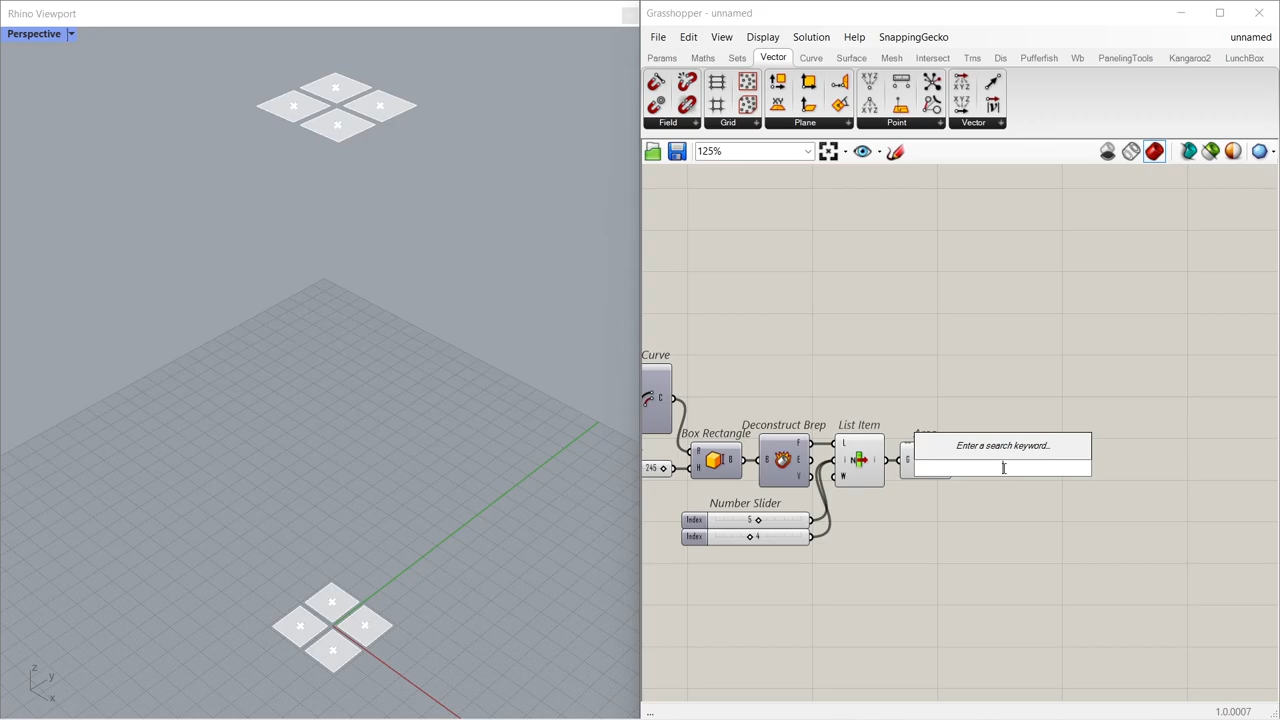 Rhino Viewport
Perspective
z
y
x
Grasshopper - unnamed
File Edit View Display Solution Help SnappingGecko unnamed
Params Maths Sets Vector Curve Surface Mesh Intersect Trns Dis Pufferfish Wb PanelingTools Kangaroo2 LunchBox
Field Grid Plane Point Vector
125%
Curve
C
Box Rectangle
R
H
B
245
Deconstruct Brep
B
F
E
V
List Item
L
i
W
i
G
Enter a search keyword...
Number Slider
Index 5
Index 4
...
1.0.0007